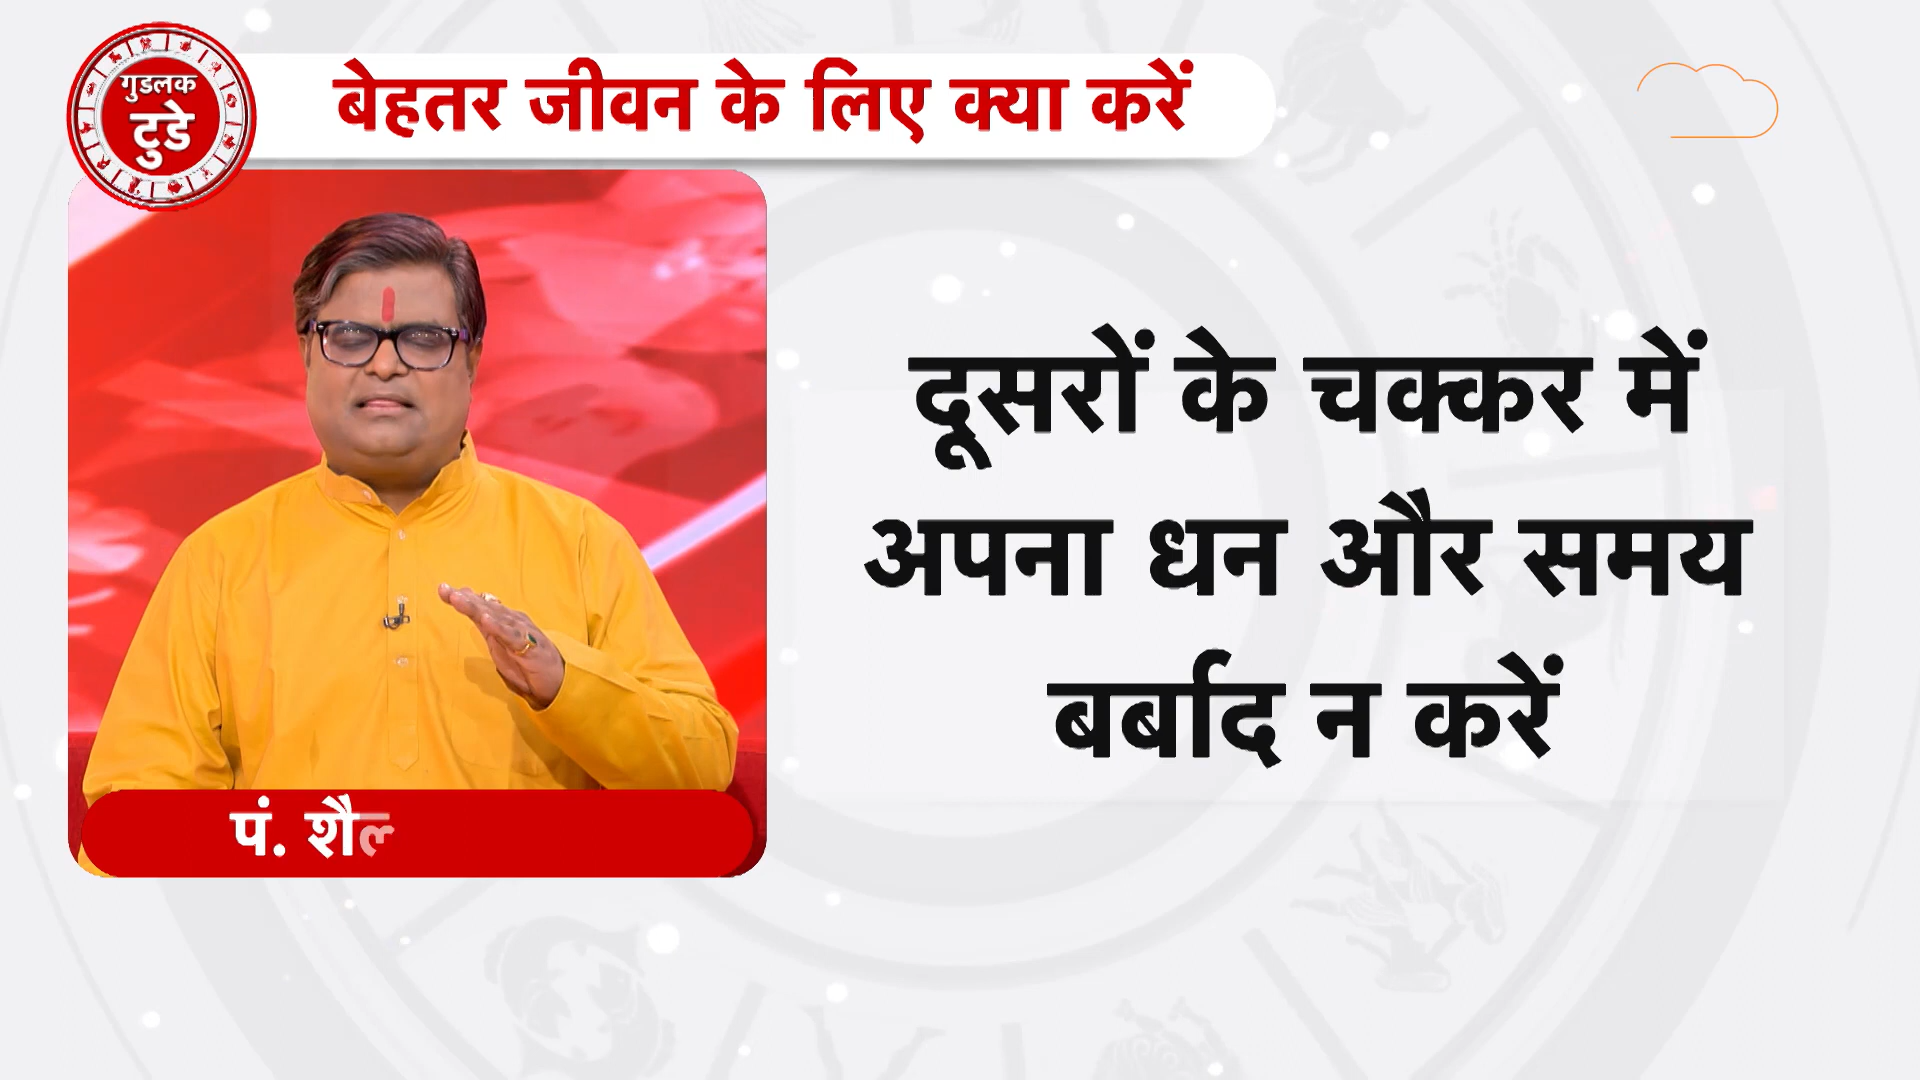 गुडलक
टुडे
बेहतर जीवन के लिए क्या करें
दूसरों के चक्कर में
अपना धन और समय
बर्बाद न करें
पं. शैल